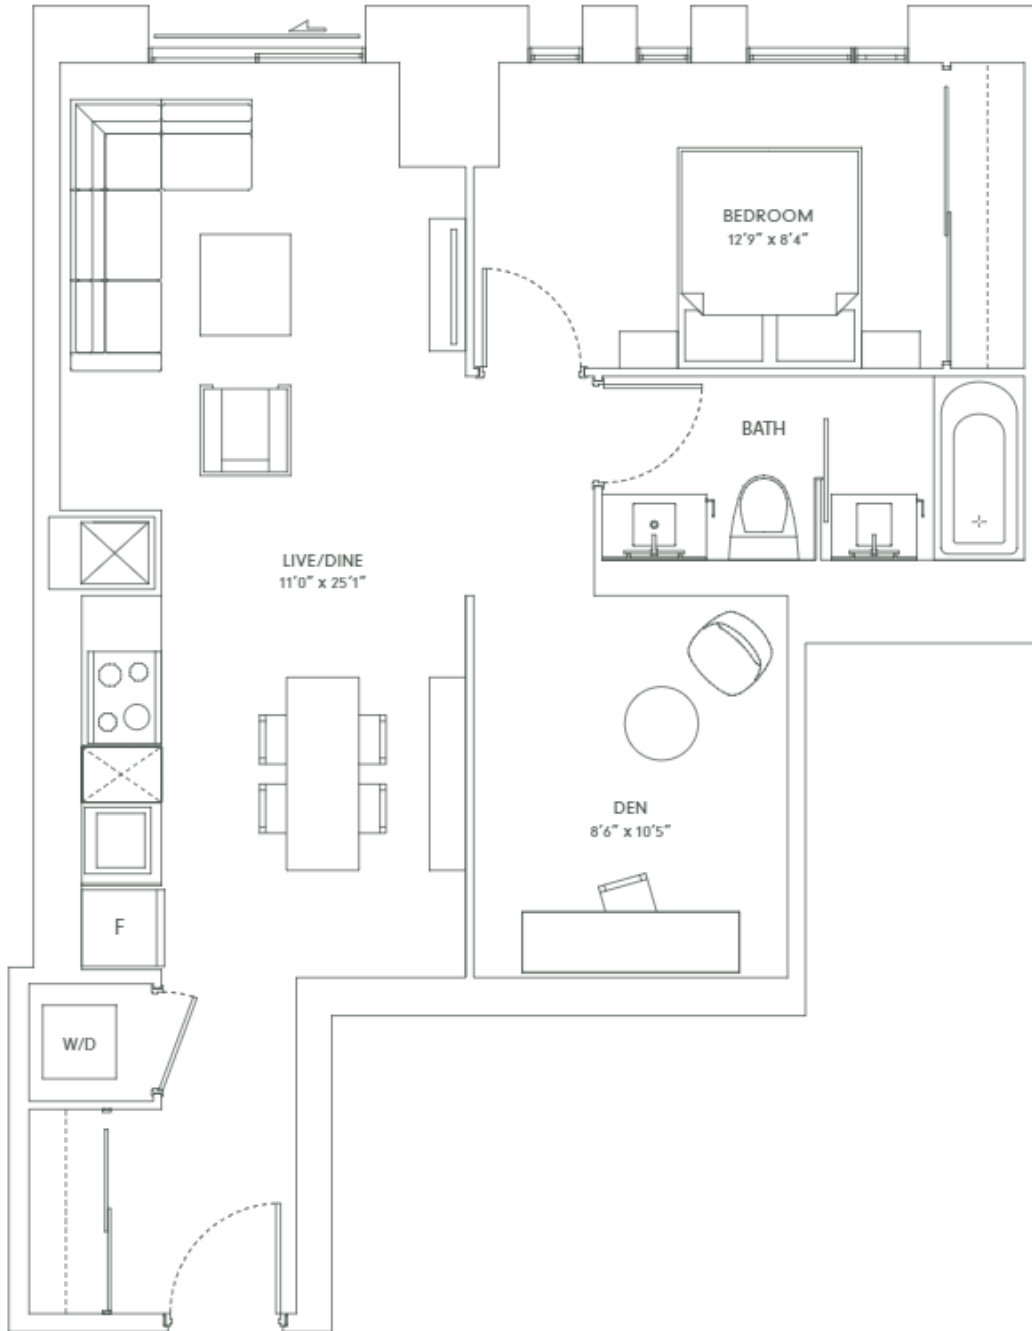 BEDROOM
12'9" x 8'4"
BATH
LIVE/DINE
11'0" x 25'1"
DEN
8'6" x 10'5"
F
W/D